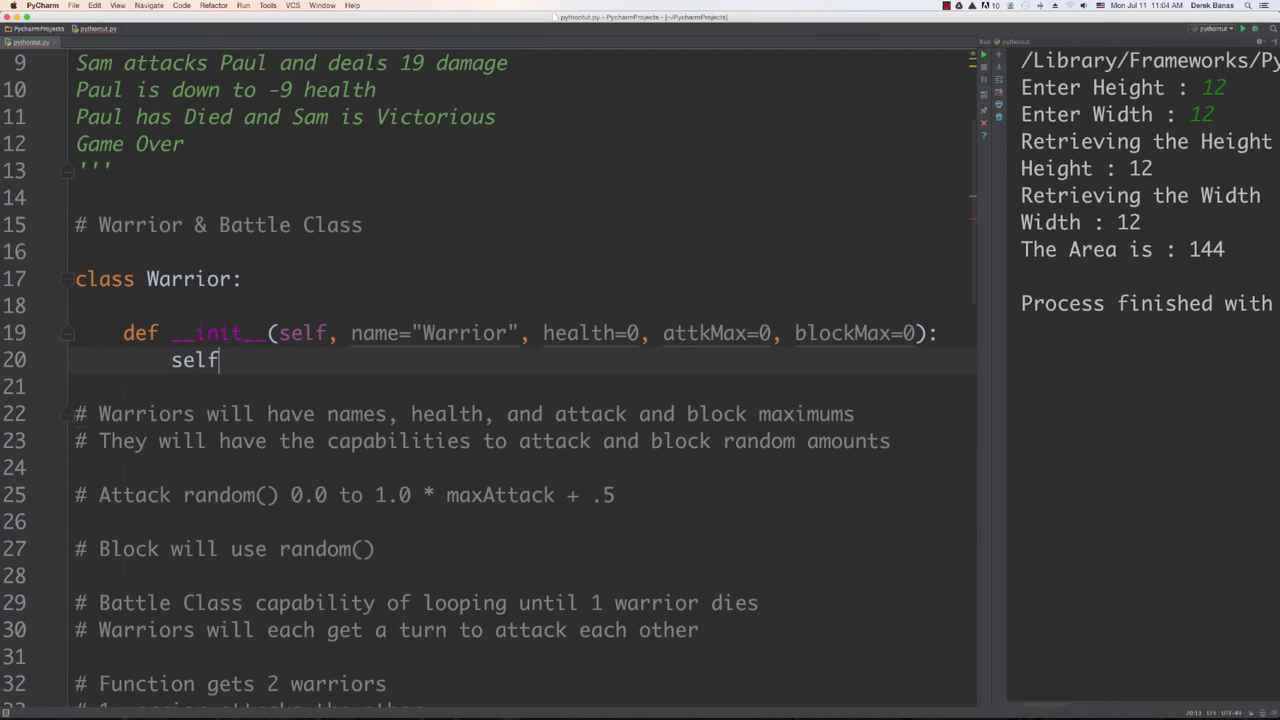 PyCharm File Edit View Navigate Code Refactor Run Tools VCS Window Help
10 Mon Jul 11 11:04 AM Derek Banas
pythontut.py - PycharmProjects - [~/PycharmProjects]
PycharmProjects pythontut.py pythontut
pythontut.py Run pythontut
9 Sam attacks Paul and deals 19 damage
10 Paul is down to -9 health
11 Paul has Died and Sam is Victorious
12 Game Over
13 '''
14
15 # Warrior & Battle Class
16
17 class Warrior:
18
19 def __init__(self, name="Warrior", health=0, attkMax=0, blockMax=0):
20 self
21
22 # Warriors will have names, health, and attack and block maximums
23 # They will have the capabilities to attack and block random amounts
24
25 # Attack random() 0.0 to 1.0 * maxAttack + .5
26
27 # Block will use random()
28
29 # Battle Class capability of looping until 1 warrior dies
30 # Warriors will each get a turn to attack each other
31
32 # Function gets 2 warriors
/Library/Frameworks/Py
Enter Height : 12
Enter Width : 12
Retrieving the Height
Height : 12
Retrieving the Width
Width : 12
The Area is : 144
Process finished with
20:13 LF÷ UTF-8÷